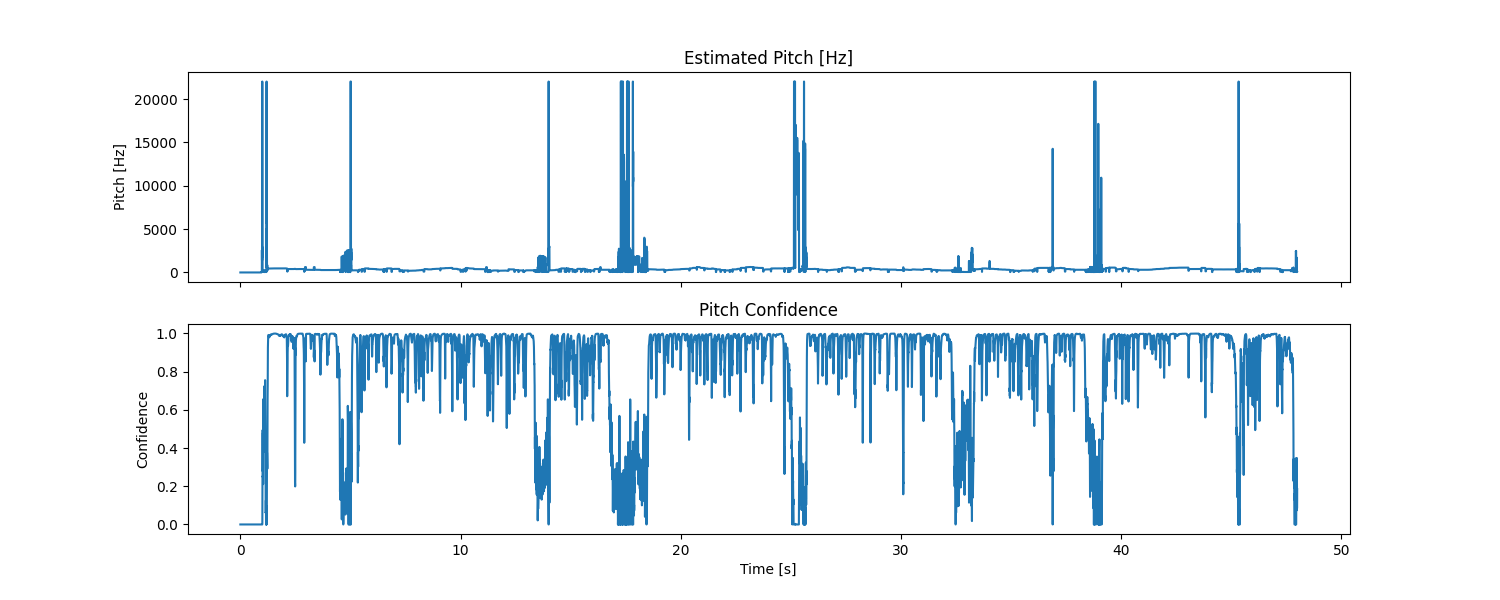 Estimated Pitch [Hz]
20000
15000
10000
5000
0
Pitch [Hz]
Pitch Confidence
1.0
0.8
0.6
0.4
0.2
0.0
Confidence
0 10 20 30 40 50
Time [s]